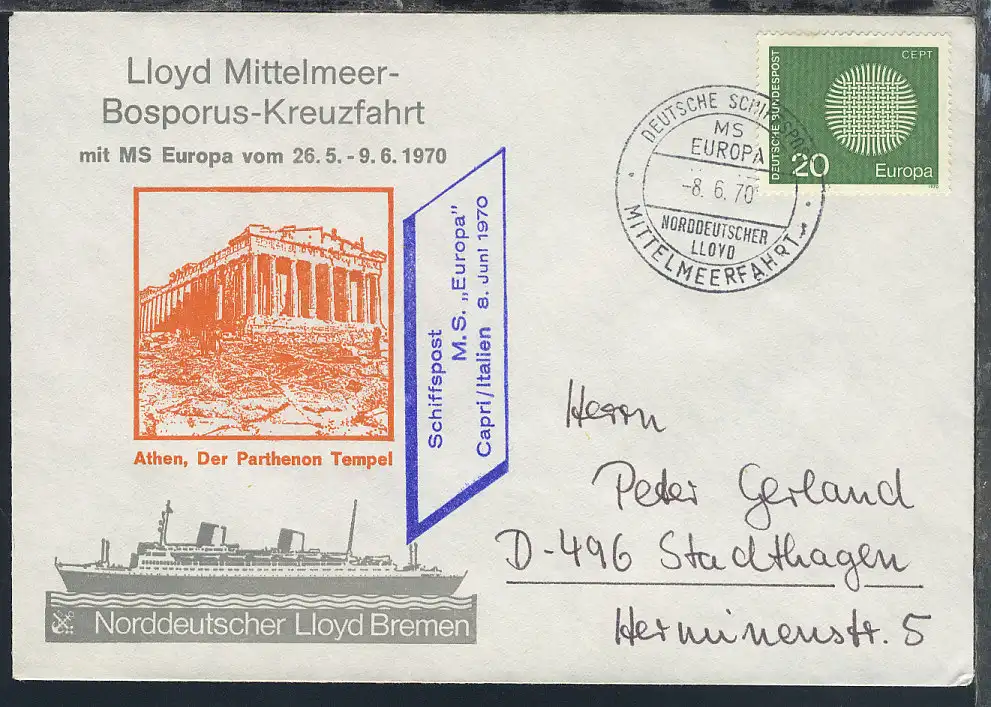 Lloyd Mittelmeer-
Bosporus-Kreuzfahrt
mit MS Europa vom 26.5.-9.6.1970
Athen, Der Parthenon Tempel
Norddeutscher Lloyd Bremen
Schiffspost
M.S. „Europa"
Capri/Italien 8. Juni 1970
DEUTSCHE SCHIFFSPOST
MS
EUROPA
-8.6.70
NORDDEUTSCHER
LLOYD
MITTELMEERFAHRT
DEUTSCHE BUNDESPOST
CEPT
20
Europa
Herrn
Peter Gerland
D-496 Stadthagen
Herminenstr. 5